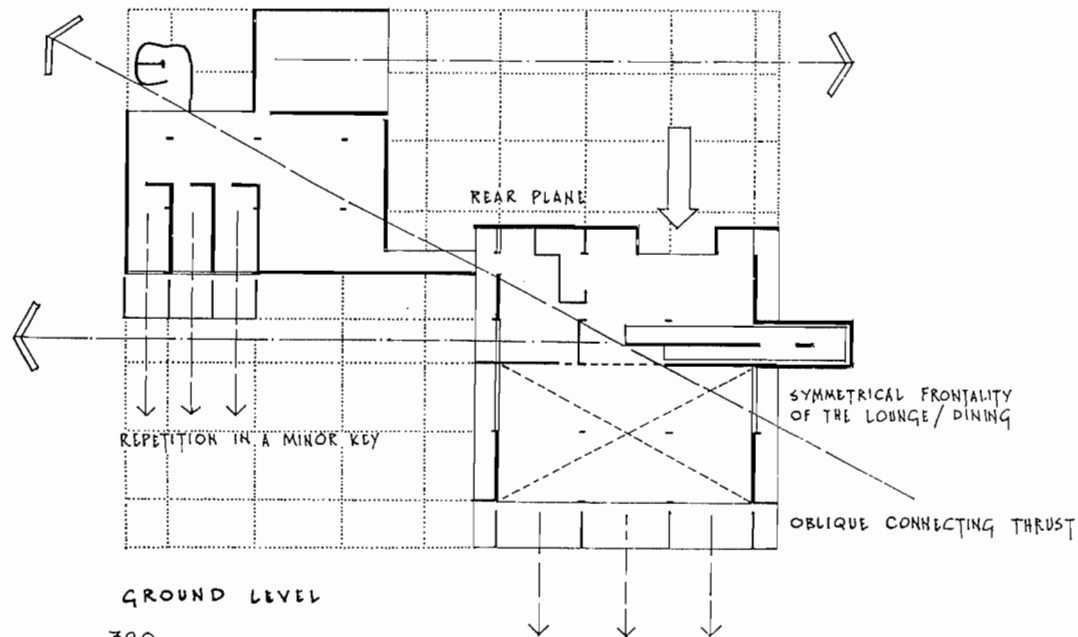 REAR PLANE
SYMMETRICAL FRONTALITY
OF THE LOUNGE/DINING
REPETITION IN A MINOR KEY
OBLIQUE CONNECTING THRUST
GROUND LEVEL